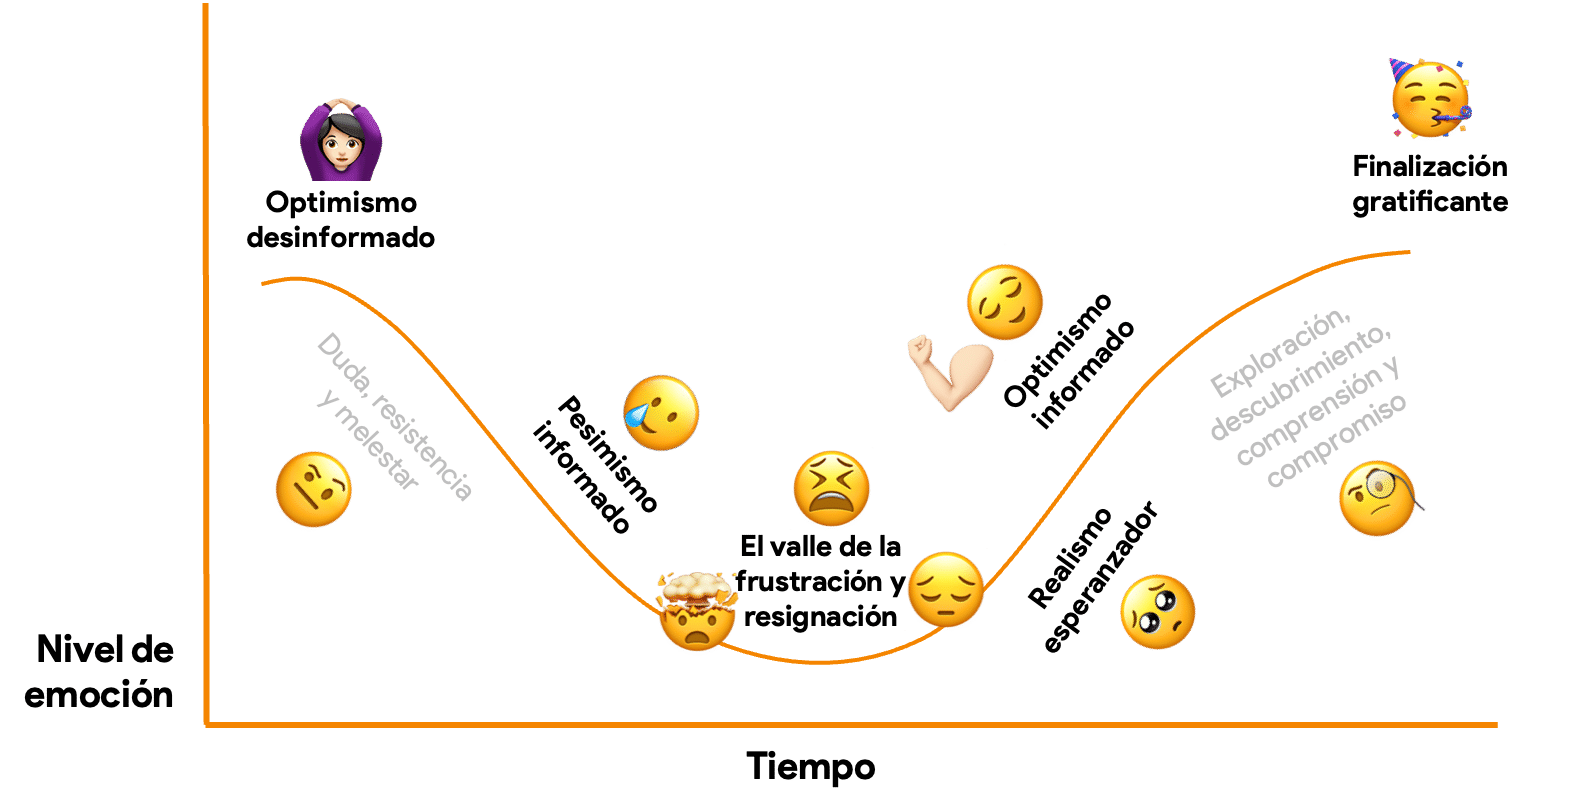 Optimismo
desinformado
Duda, resistencia
y melestar
Pesimismo
informado
El valle de la
frustración y
resignación
Realismo
esperanzador
Optimismo
informado
Exploración,
descubrimiento,
comprensión y
compromiso
Finalización
gratificante
Nivel de
emoción
Tiempo